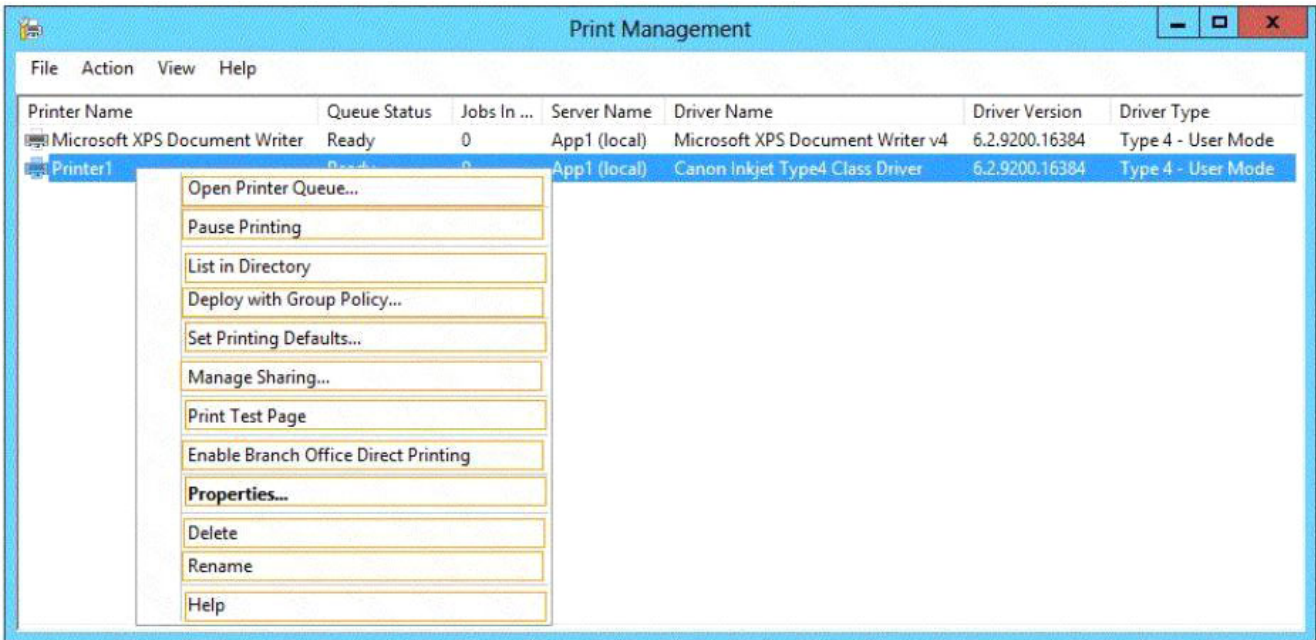 Print Management
File Action View Help
Printer Name Queue Status Jobs In ... Server Name Driver Name Driver Version Driver Type
Microsoft XPS Document Writer Ready 0 App1 (local) Microsoft XPS Document Writer v4 6.2.9200.16384 Type 4 - User Mode
Printer1 App1 (local) Canon Inkjet Type4 Class Driver 6.2.9200.16384 Type 4 - User Mode
Open Printer Queue...
Pause Printing
List in Directory
Deploy with Group Policy...
Set Printing Defaults...
Manage Sharing...
Print Test Page
Enable Branch Office Direct Printing
Properties...
Delete
Rename
Help